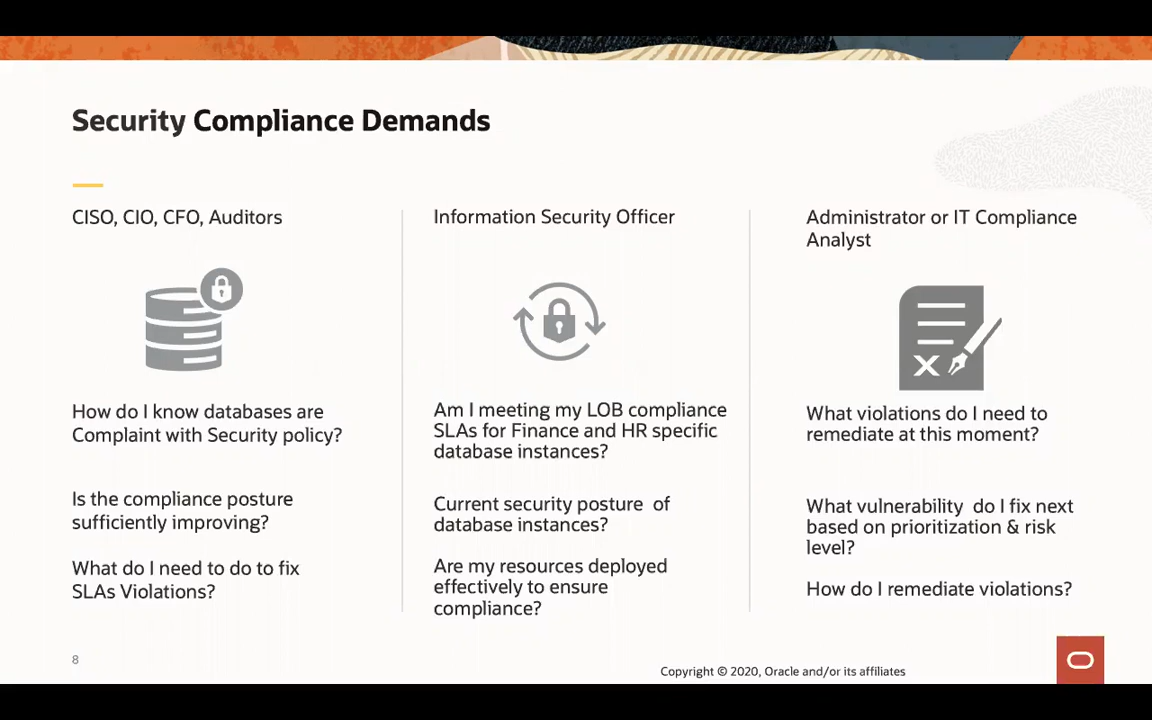 Security Compliance Demands
CISO, CIO, CFO, Auditors
How do I know databases are
Complaint with Security policy?
Is the compliance posture
sufficiently improving?
What do I need to do to fix
SLAs Violations?
Information Security Officer
Am I meeting my LOB compliance
SLAs for Finance and HR specific
database instances?
Current security posture of
database instances?
Are my resources deployed
effectively to ensure
compliance?
Administrator or IT Compliance
Analyst
X
What violations do I need to
remediate at this moment?
What vulnerability do I fix next
based on prioritization & risk
level?
How do I remediate violations?
8
Copyright © 2020, Oracle and/or its affiliates